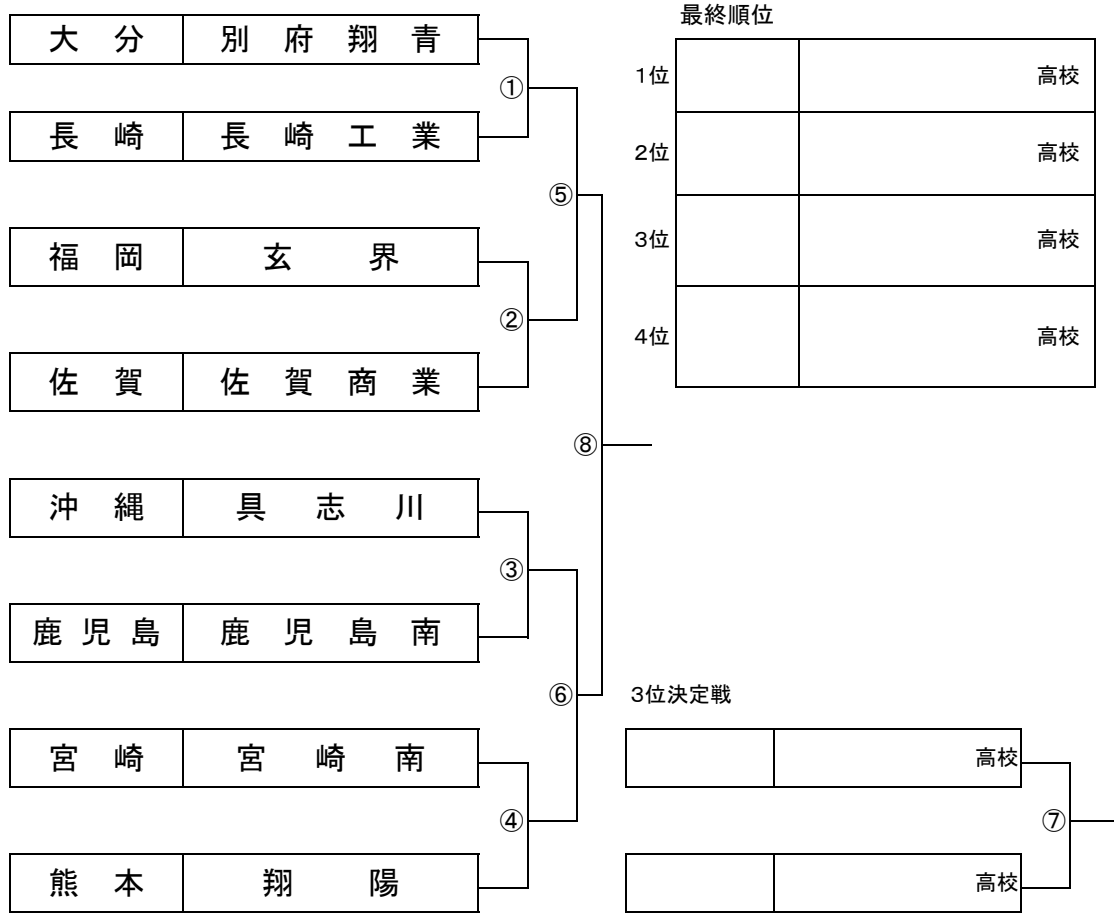 最終順位
大分 別府翔青
①
長崎 長崎工業
⑤
福岡 玄界
②
佐賀 佐賀商業
⑧
沖縄 具志川
③
鹿児島 鹿児島南
⑥
宮崎 宮崎南
④
熊本 翔陽
1位 高校
2位 高校
3位 高校
4位 高校
3位決定戦
高校
⑦
高校